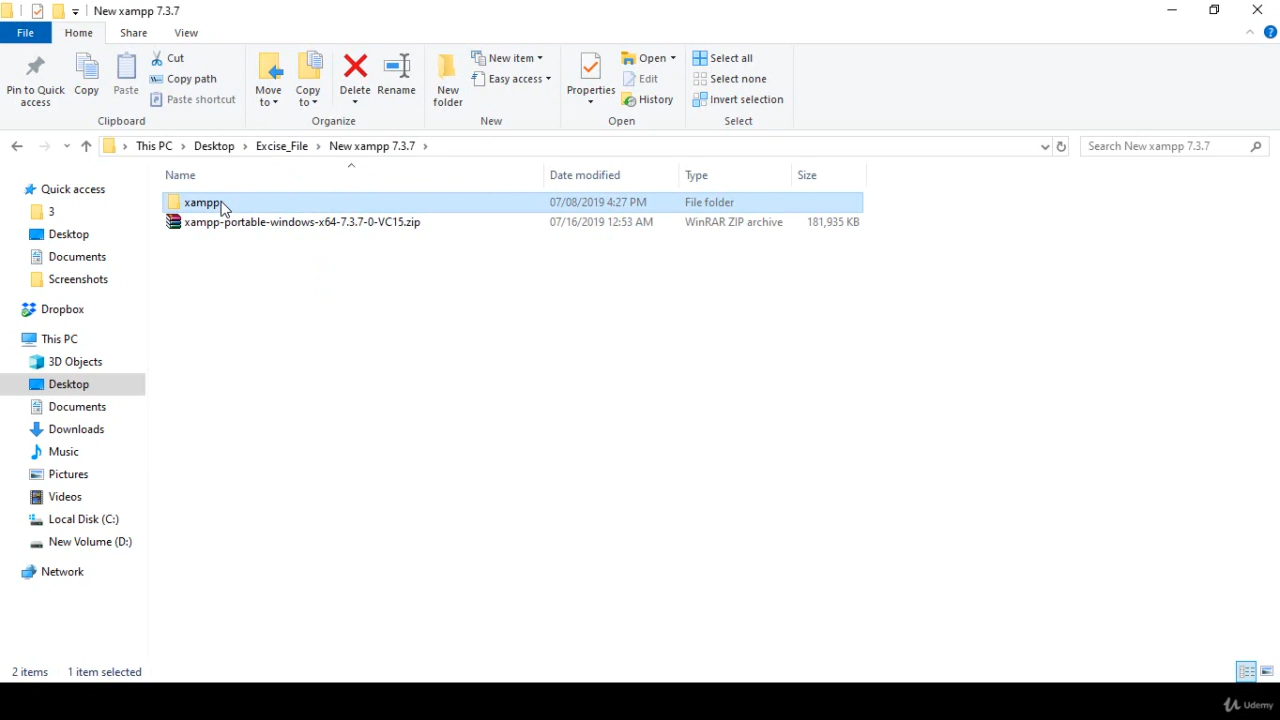 New xampp 7.3.7
File Home Share View
Pin to Quick access
Copy
Paste
Cut
Copy path
Paste shortcut
Clipboard
Move to
Copy to
Delete
Rename
Organize
New folder
New item
Easy access
New
Properties
Open
Edit
History
Open
Select all
Select none
Invert selection
Select
This PC > Desktop > Excise_File > New xampp 7.3.7 >
Search New xampp 7.3.7
Name Date modified Type Size
xampp 07/08/2019 4:27 PM File folder
xampp-portable-windows-x64-7.3.7-0-VC15.zip 07/16/2019 12:53 AM WinRAR ZIP archive 181,935 KB
Quick access
3
Desktop
Documents
Screenshots
Dropbox
This PC
3D Objects
Desktop
Documents
Downloads
Music
Pictures
Videos
Local Disk (C:)
New Volume (D:)
Network
2 items 1 item selected
Udemy